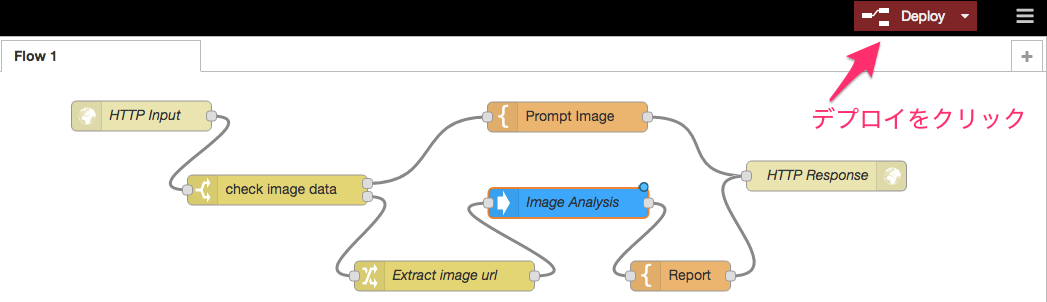 Deploy
Flow 1
デプロイをクリック
HTTP Input
Prompt Image
HTTP Response
check image data
Image Analysis
Extract image url
Report